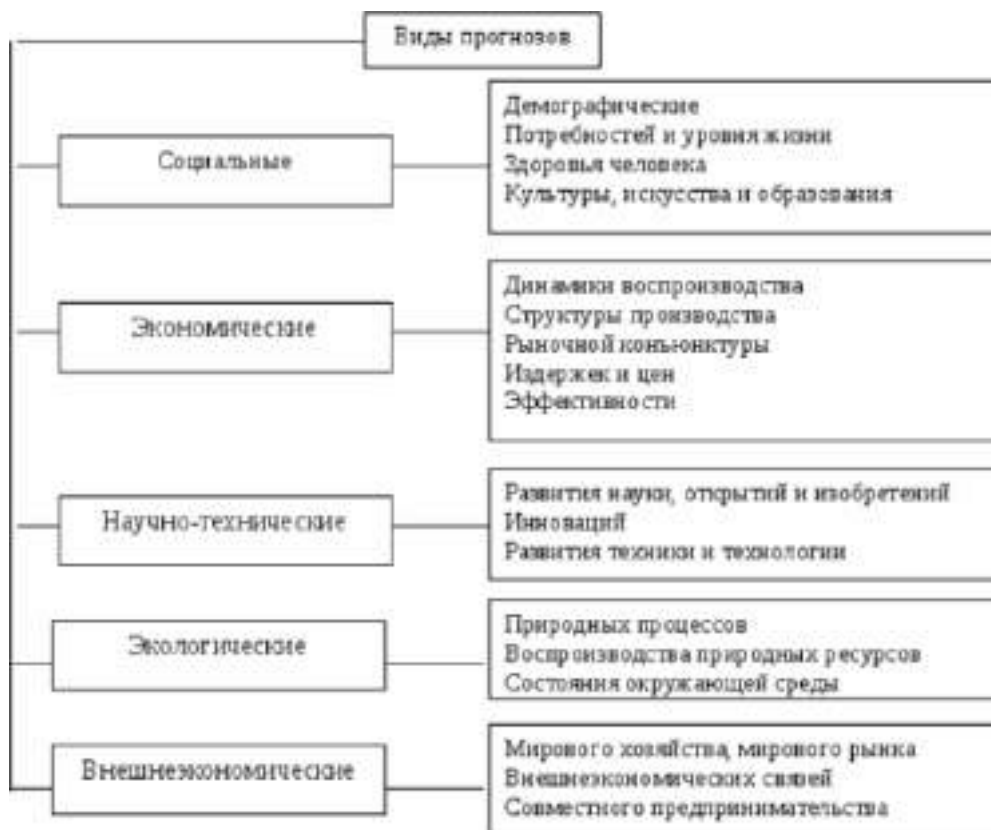 Виды прогнозов
Социальные
Демографические
Потребностей и уровня жизни
Здоровья человека
Культуры, искусства и образования
Экономические
Динамики воспроизводства
Структуры производства
Рыночной конъюнктуры
Издержек и цен
Эффективности
Научно-технические
Развития науки, открытий и изобретений
Инноваций
Развития техники и технологии
Экологические
Природных процессов
Воспроизводства природных ресурсов
Состояния окружающей среды
Внешнеэкономические
Мирового хозяйства, мирового рынка
Внешнеэкономических связей
Совместного предпринимательства